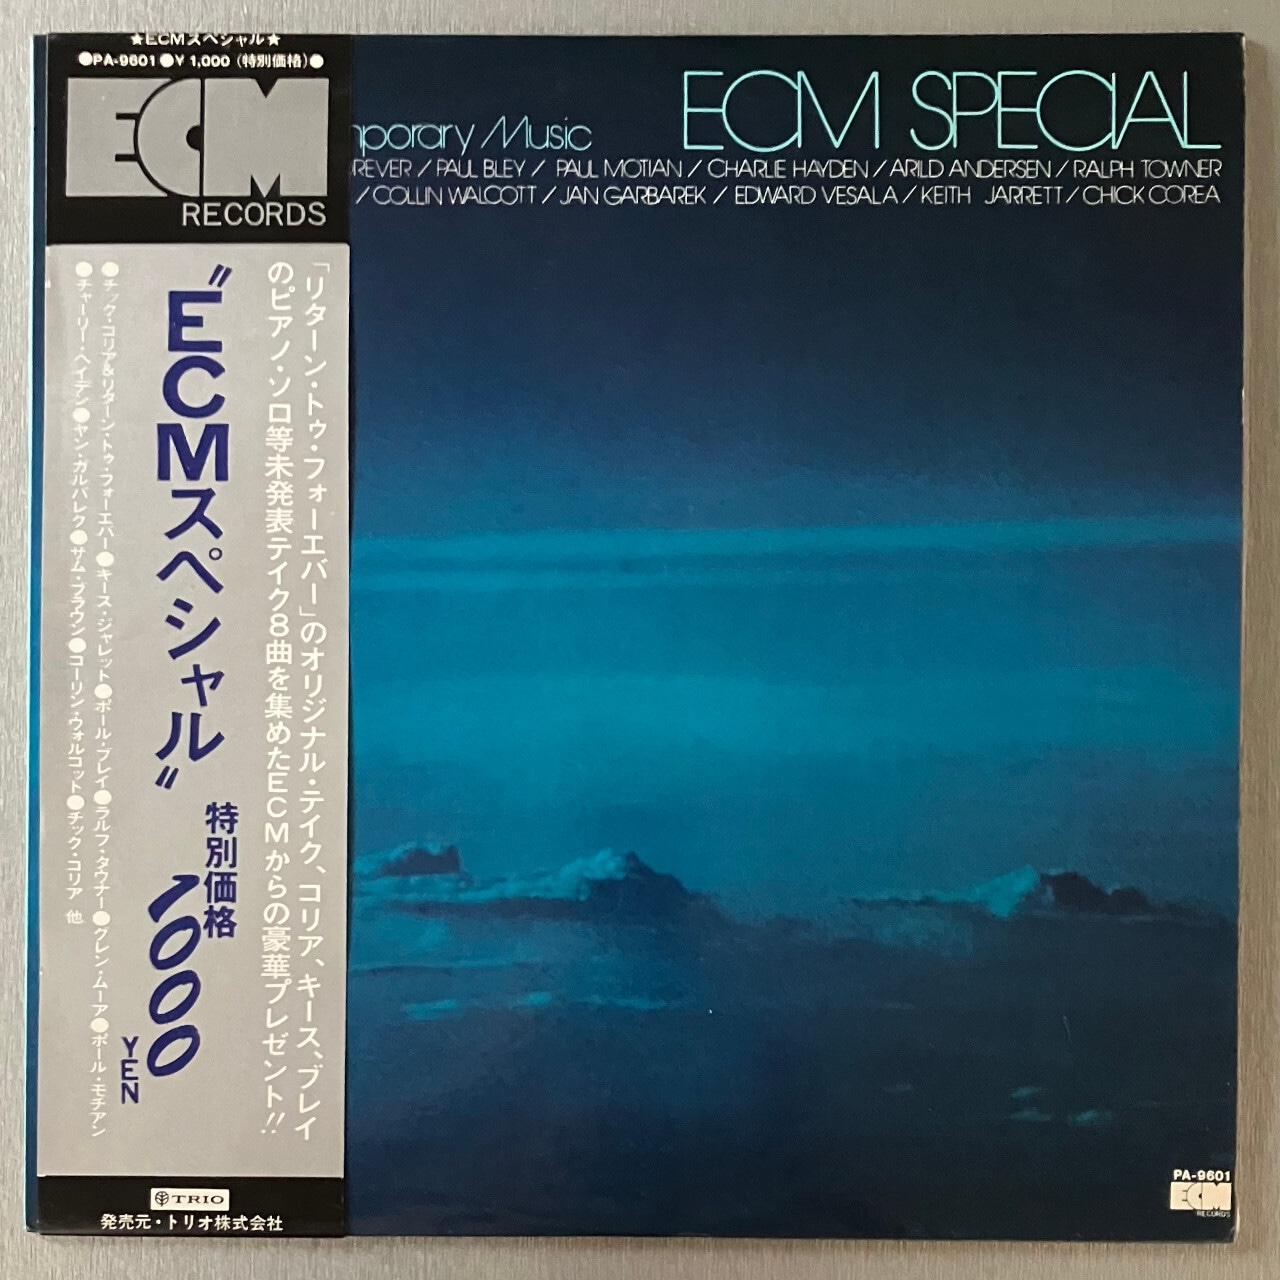 ★ECMスペシャル★
●PA-9601●¥1,000(特別価格)●
ECM
RECORDS
「リターン・トゥ・フォーエバー」のオリジナル・テイク、コリア、キース、ブレイ
のピアノ・ソロ等未発表テイク8曲を集めたECMからの豪華プレゼント!!
"ECMスペシャル"
特別価格
1000
YEN
●チック・コリア&リターン・トゥ・フォーエバー●キース・ジャレット●ポール・ブレイ●ラルフ・タウナー●グレン・ムーア●ポール・モチアン
●チャーリー・ヘイデン●ヤン・ガルバレク●サム・ブラウン●コーリン・ウォルコット●チック・コリア 他
TRIO
発売元・トリオ株式会社
ECM SPECIAL
mporary Music
REVER / PAUL BLEY / PAUL MOTIAN / CHARLIE HAYDEN / ARILD ANDERSEN / RALPH TOWNER
/ COLLIN WALCOTT / JAN GARBAREK / EDWARD VESALA / KEITH JARRETT / CHICK COREA
PA-9601
ECM
RECORDS